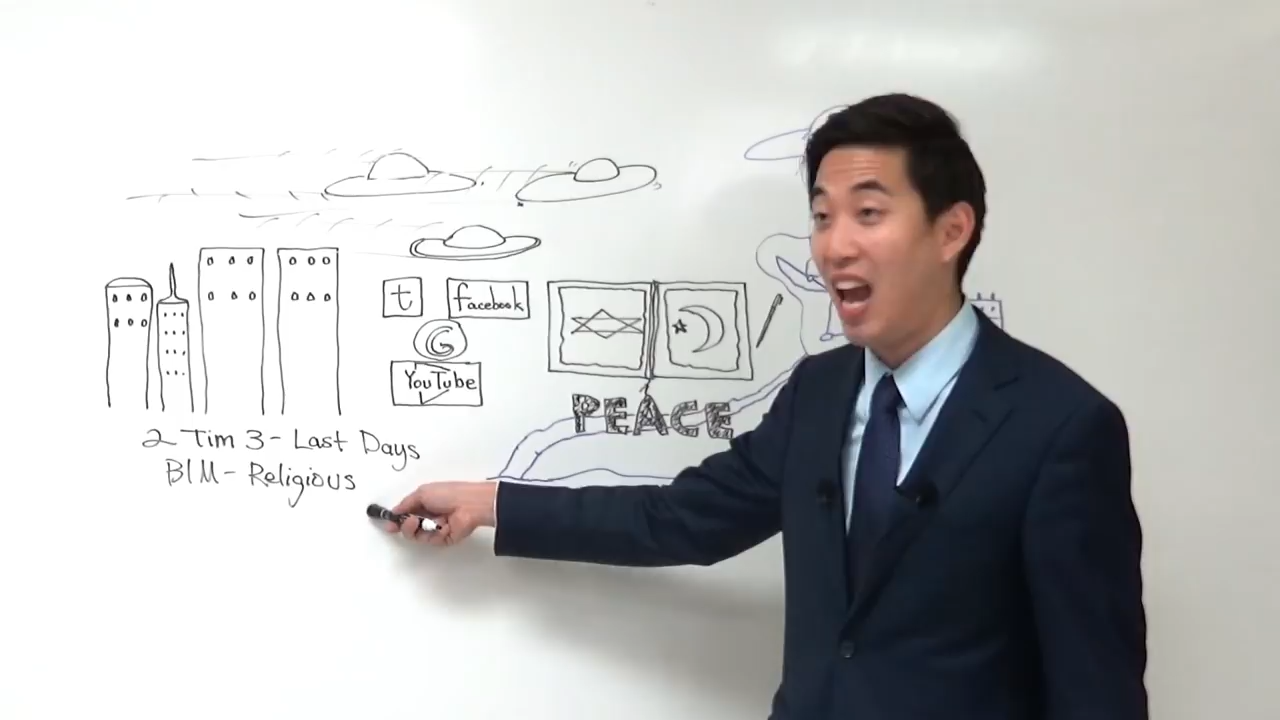 t
facebook
G
YouTube
PEACE
2 Tim 3 - Last Days
BLM - Religious